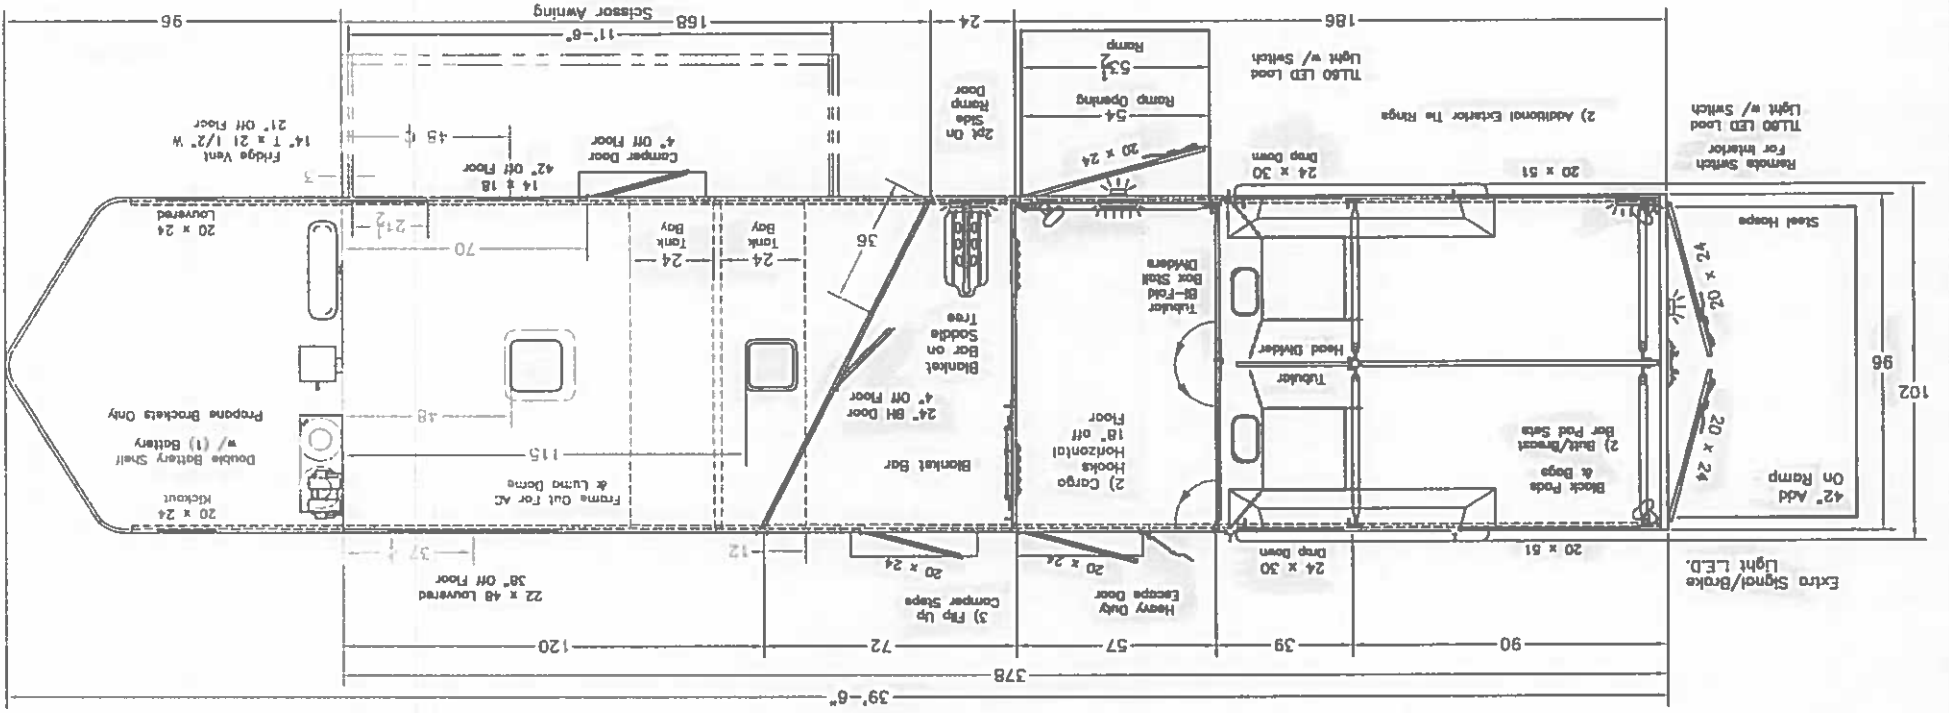 Scissor Awning
186
24
168
96
11'-6"
Ramp
53 1/2
Ramp Opening
54
20 x 24
TLL60 LED Load
Light w/ Switch
2) Additional Exterior Tie Rings
Remote Switch
For Interior
TLL60 LED Load
Light w/ Switch
2pt On
Side
Ramp
Door
48
Camper Door
4" Off Floor
14 x 18
42" Off Floor
Fridge Vent
14" T x 21 1/2" W
21" Off Floor
3
20 x 51
24 x 30
Drop Down
Steel Hasps
20 x 24
Tubular
Bi-Fold
Box Stall
Dividers
36
24
Tank
Bay
24
Tank
Bay
70
21 1/2
20 x 24
Louvered
Blanket
Bar on
Saddle
Tree
Tubular
Head Divider
96
102
24" BH Door
4" Off Floor
48
Propane Brackets Only
Double Battery Shelf
w/ (1) Battery
20 x 24
Kickout
115
Frame Out For AC
& Luma Dome
Blanket Bar
2) Cargo
Hooks
Horizontal
18" off
Floor
2) Butt/Breast
Bar Pad Sets
Black Pads
& Bags
20 x 24
42" Add
On Ramp
Extra Signal/Brake
Light L.E.D.
20 x 51
24 x 30
Drop Down
20 x 24
Heavy Duty
Escape Door
20 x 24
3) Flip Up
Camper Steps
12
37
22 x 48 Louvered
38" Off Floor
90
39
57
72
120
378
39'-6"